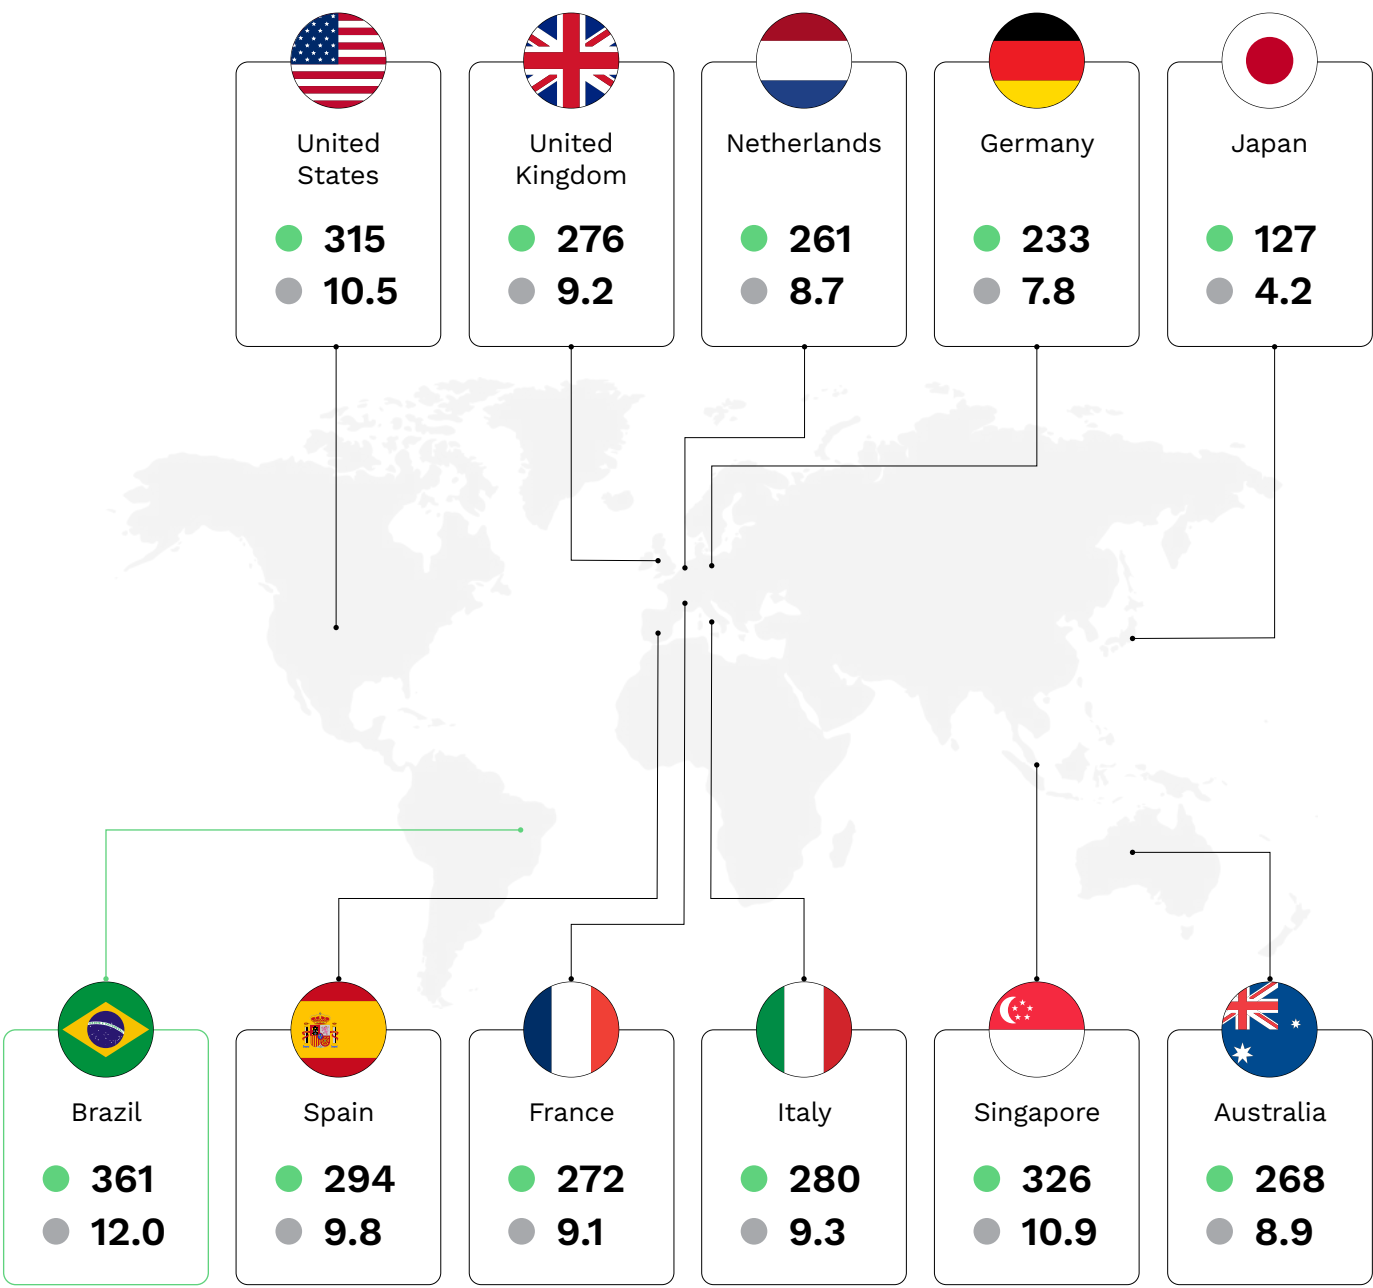 United
States
315
10.5
United
Kingdom
276
9.2
Netherlands
261
8.7
Germany
233
7.8
Japan
127
4.2
Brazil
361
12.0
Spain
294
9.8
France
272
9.1
Italy
280
9.3
Singapore
326
10.9
Australia
268
8.9